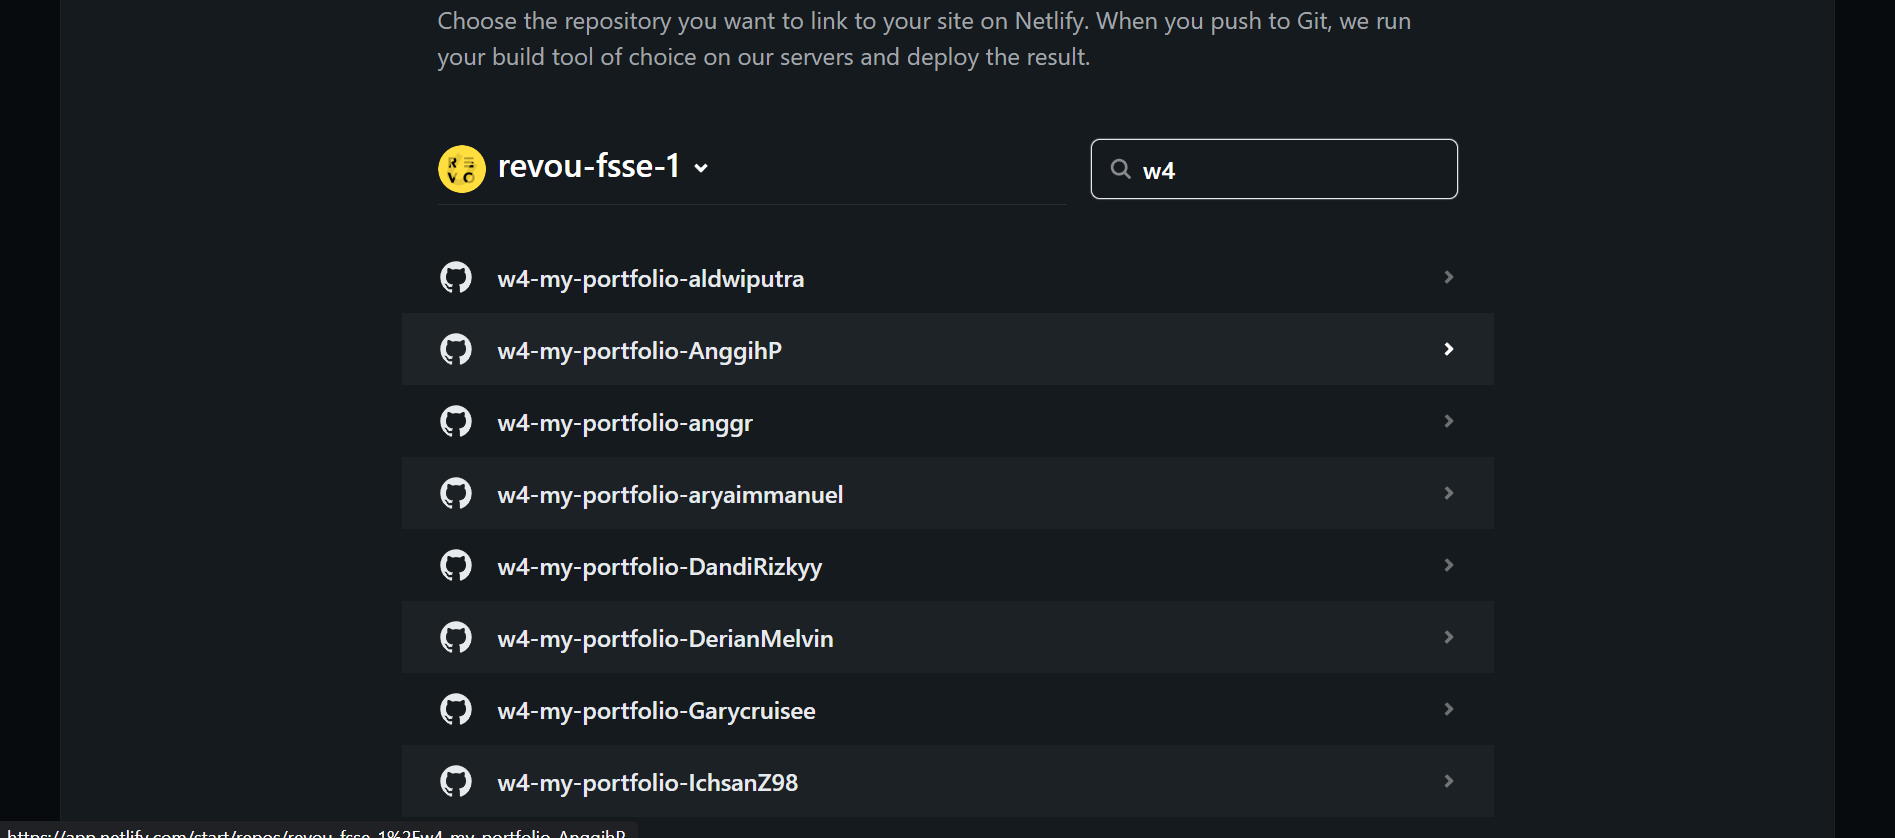 Choose the repository you want to link to your site on Netlify. When you push to Git, we run
your build tool of choice on our servers and deploy the result.
revou-fsse-1
w4
w4-my-portfolio-aldwiputra
w4-my-portfolio-AnggihP
w4-my-portfolio-anggr
w4-my-portfolio-aryaimmanuel
w4-my-portfolio-DandiRizkyy
w4-my-portfolio-DerianMelvin
w4-my-portfolio-Garycruisee
w4-my-portfolio-IchsanZ98
https://app.netlify.com/start/repos/revou-fsse-1%2Fw4-my-portfolio-AnggihP